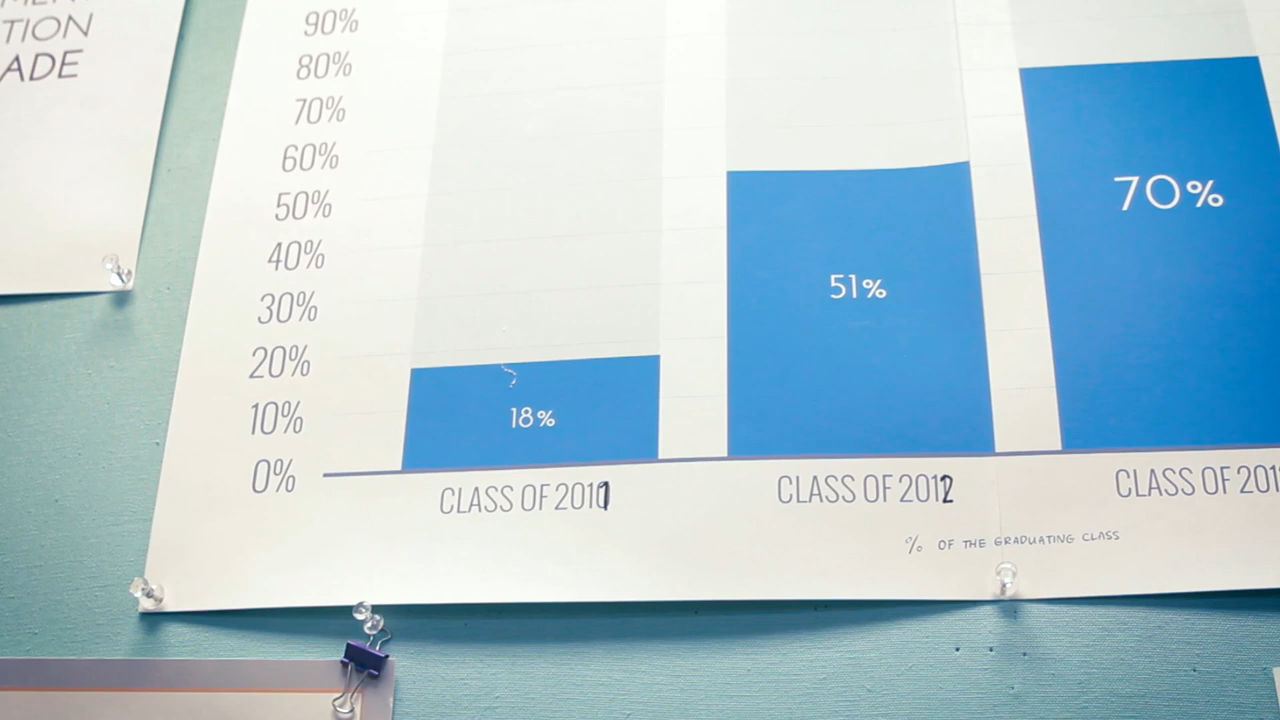 TION
ADE
90%
80%
70%
60%
50%
40%
30%
20%
10%
0%
18%
51%
70%
CLASS OF 2011
CLASS OF 2012
CLASS OF 201
% OF THE GRADUATING CLASS